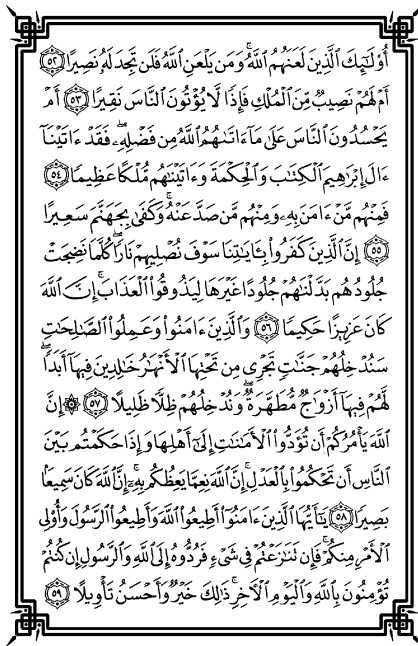 أُوْلَـٰٓئِكَ ٱلَّذِينَ لَعَنَهُمُ ٱللَّهُ ۖ وَمَن يَلْعَنِ ٱللَّهُ فَلَن تَجِدَ لَهُۥ نَصِيرًا ٥٢
أَمْ لَهُمْ نَصِيبٌ مِّنَ ٱلْمُلْكِ فَإِذًا لَّا يُؤْتُونَ ٱلنَّاسَ نَقِيرًا ٥٣ أَمْ
يَحْسُدُونَ ٱلنَّاسَ عَلَىٰ مَآ ءَاتَىٰهُمُ ٱللَّهُ مِن فَضْلِهِۦ ۖ فَقَدْ ءَاتَيْنَآ
ءَالَ إِبْرَٰهِيمَ ٱلْكِتَـٰبَ وَٱلْحِكْمَةَ وَءَاتَيْنَـٰهُم مُّلْكًا عَظِيمًا ٥٤
فَمِنْهُم مَّنْ ءَامَنَ بِهِۦ وَمِنْهُم مَّن صَدَّ عَنْهُ ۚ وَكَفَىٰ بِجَهَنَّمَ سَعِيرًا
٥٥ إِنَّ ٱلَّذِينَ كَفَرُوا۟ بِـَٔايَـٰتِنَا سَوْفَ نُصْلِيهِمْ نَارًا ۖ كُلَّمَا نَضِجَتْ
جُلُودُهُم بَدَّلْنَـٰهُمْ جُلُودًا غَيْرَهَا لِيَذُوقُوا۟ ٱلْعَذَابَ ۗ إِنَّ ٱللَّهَ
كَانَ عَزِيزًا حَكِيمًا ٥٦ وَٱلَّذِينَ ءَامَنُوا۟ وَعَمِلُوا۟ ٱلصَّـٰلِحَـٰتِ
سَنُدْخِلُهُمْ جَنَّـٰتٍ تَجْرِى مِن تَحْتِهَا ٱلْأَنْهَـٰرُ خَـٰلِدِينَ فِيهَآ أَبَدًا ۖ
لَّهُمْ فِيهَآ أَزْوَٰجٌ مُّطَهَّرَةٌ ۖ وَنُدْخِلُهُمْ ظِلًّا ظَلِيلًا ٥٧ ۞ إِنَّ
ٱللَّهَ يَأْمُرُكُمْ أَن تُؤَدُّوا۟ ٱلْأَمَـٰنَـٰتِ إِلَىٰٓ أَهْلِهَا وَإِذَا حَكَمْتُم بَيْنَ
ٱلنَّاسِ أَن تَحْكُمُوا۟ بِٱلْعَدْلِ ۚ إِنَّ ٱللَّهَ نِعِمَّا يَعِظُكُم بِهِۦٓ ۗ إِنَّ ٱللَّهَ كَانَ سَمِيعًۢا
بَصِيرًا ٥٨ يَـٰٓأَيُّهَا ٱلَّذِينَ ءَامَنُوٓا۟ أَطِيعُوا۟ ٱللَّهَ وَأَطِيعُوا۟ ٱلرَّسُولَ وَأُو۟لِى
ٱلْأَمْرِ مِنكُمْ ۖ فَإِن تَنَـٰزَعْتُمْ فِى شَىْءٍ فَرُدُّوهُ إِلَى ٱللَّهِ وَٱلرَّسُولِ إِن كُنتُمْ
تُؤْمِنُونَ بِٱللَّهِ وَٱلْيَوْمِ ٱلْأَخِرِ ۚ ذَٰلِكَ خَيْرٌ وَأَحْسَنُ تَأْوِيلًا ٥٩